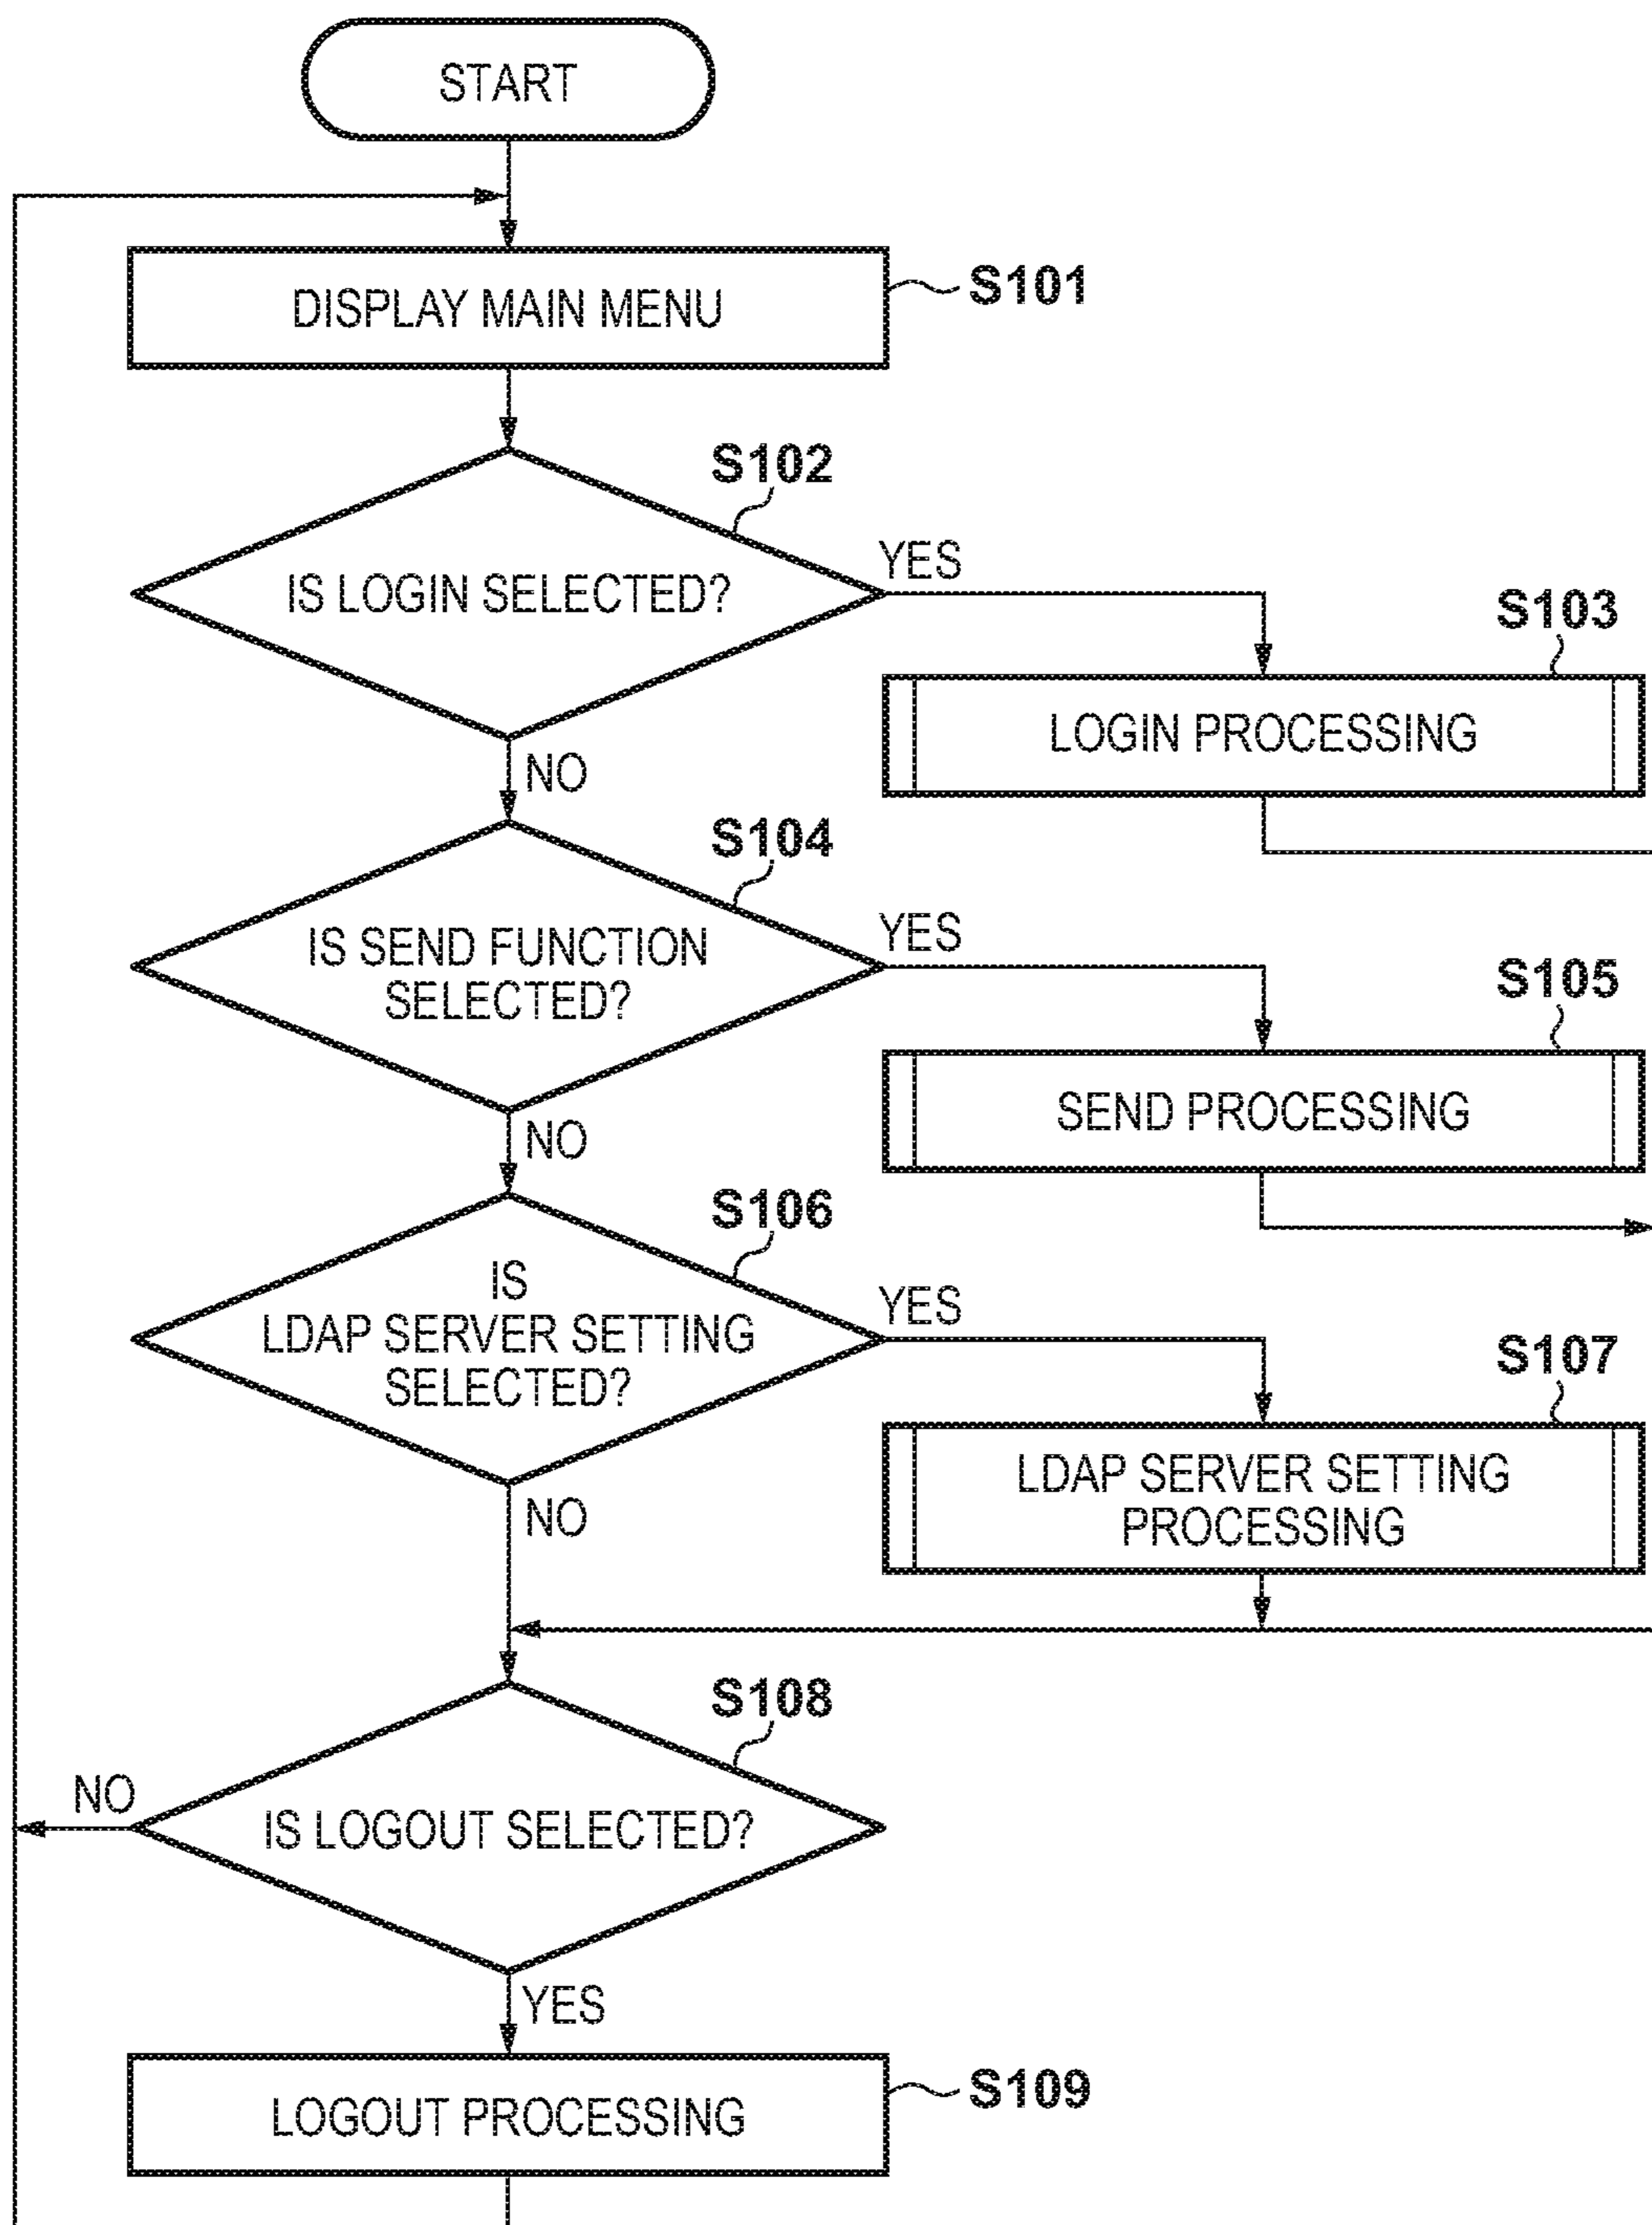 START
DISPLAY MAIN MENU
S101
S102
IS LOGIN SELECTED?
YES
S103
LOGIN PROCESSING
NO
S104
IS SEND FUNCTION
SELECTED?
YES
S105
SEND PROCESSING
NO
S106
IS
LDAP SERVER SETTING
SELECTED?
YES
S107
LDAP SERVER SETTING
PROCESSING
NO
S108
NO
IS LOGOUT SELECTED?
YES
LOGOUT PROCESSING
S109